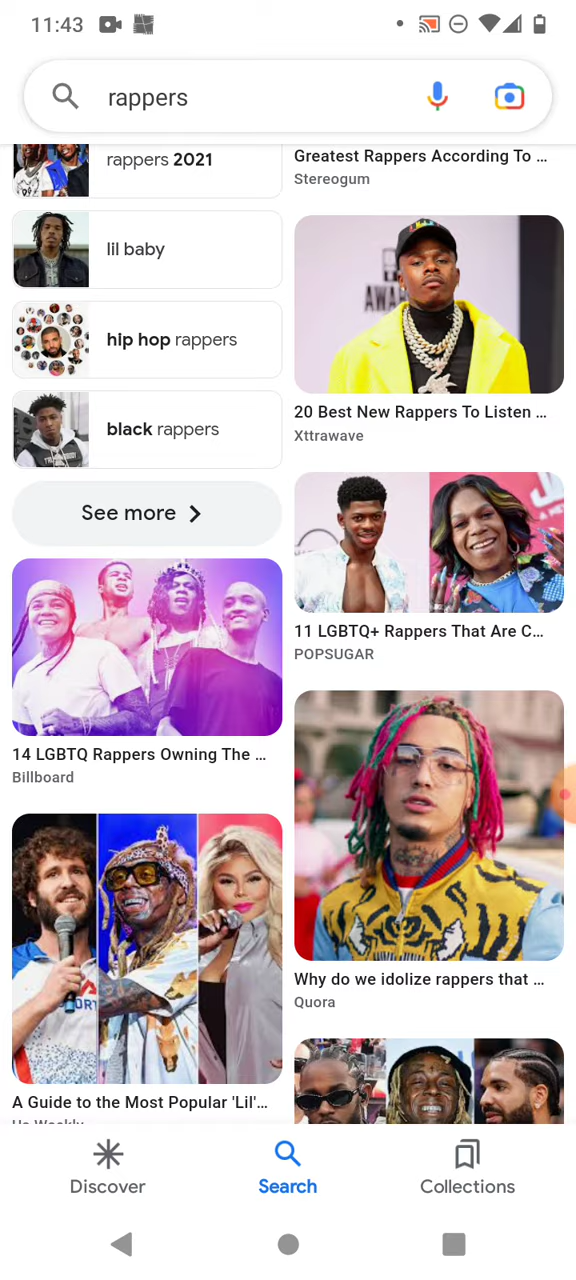 11:43
rappers
rappers 2021
lil baby
hip hop rappers
black rappers
See more
14 LGBTQ Rappers Owning The ...
Billboard
A Guide to the Most Popular 'Lil'...
Us Weekly
Greatest Rappers According To ...
Stereogum
20 Best New Rappers To Listen ...
Xttrawave
11 LGBTQ+ Rappers That Are C...
POPSUGAR
Why do we idolize rappers that ...
Quora
Discover
Search
Collections